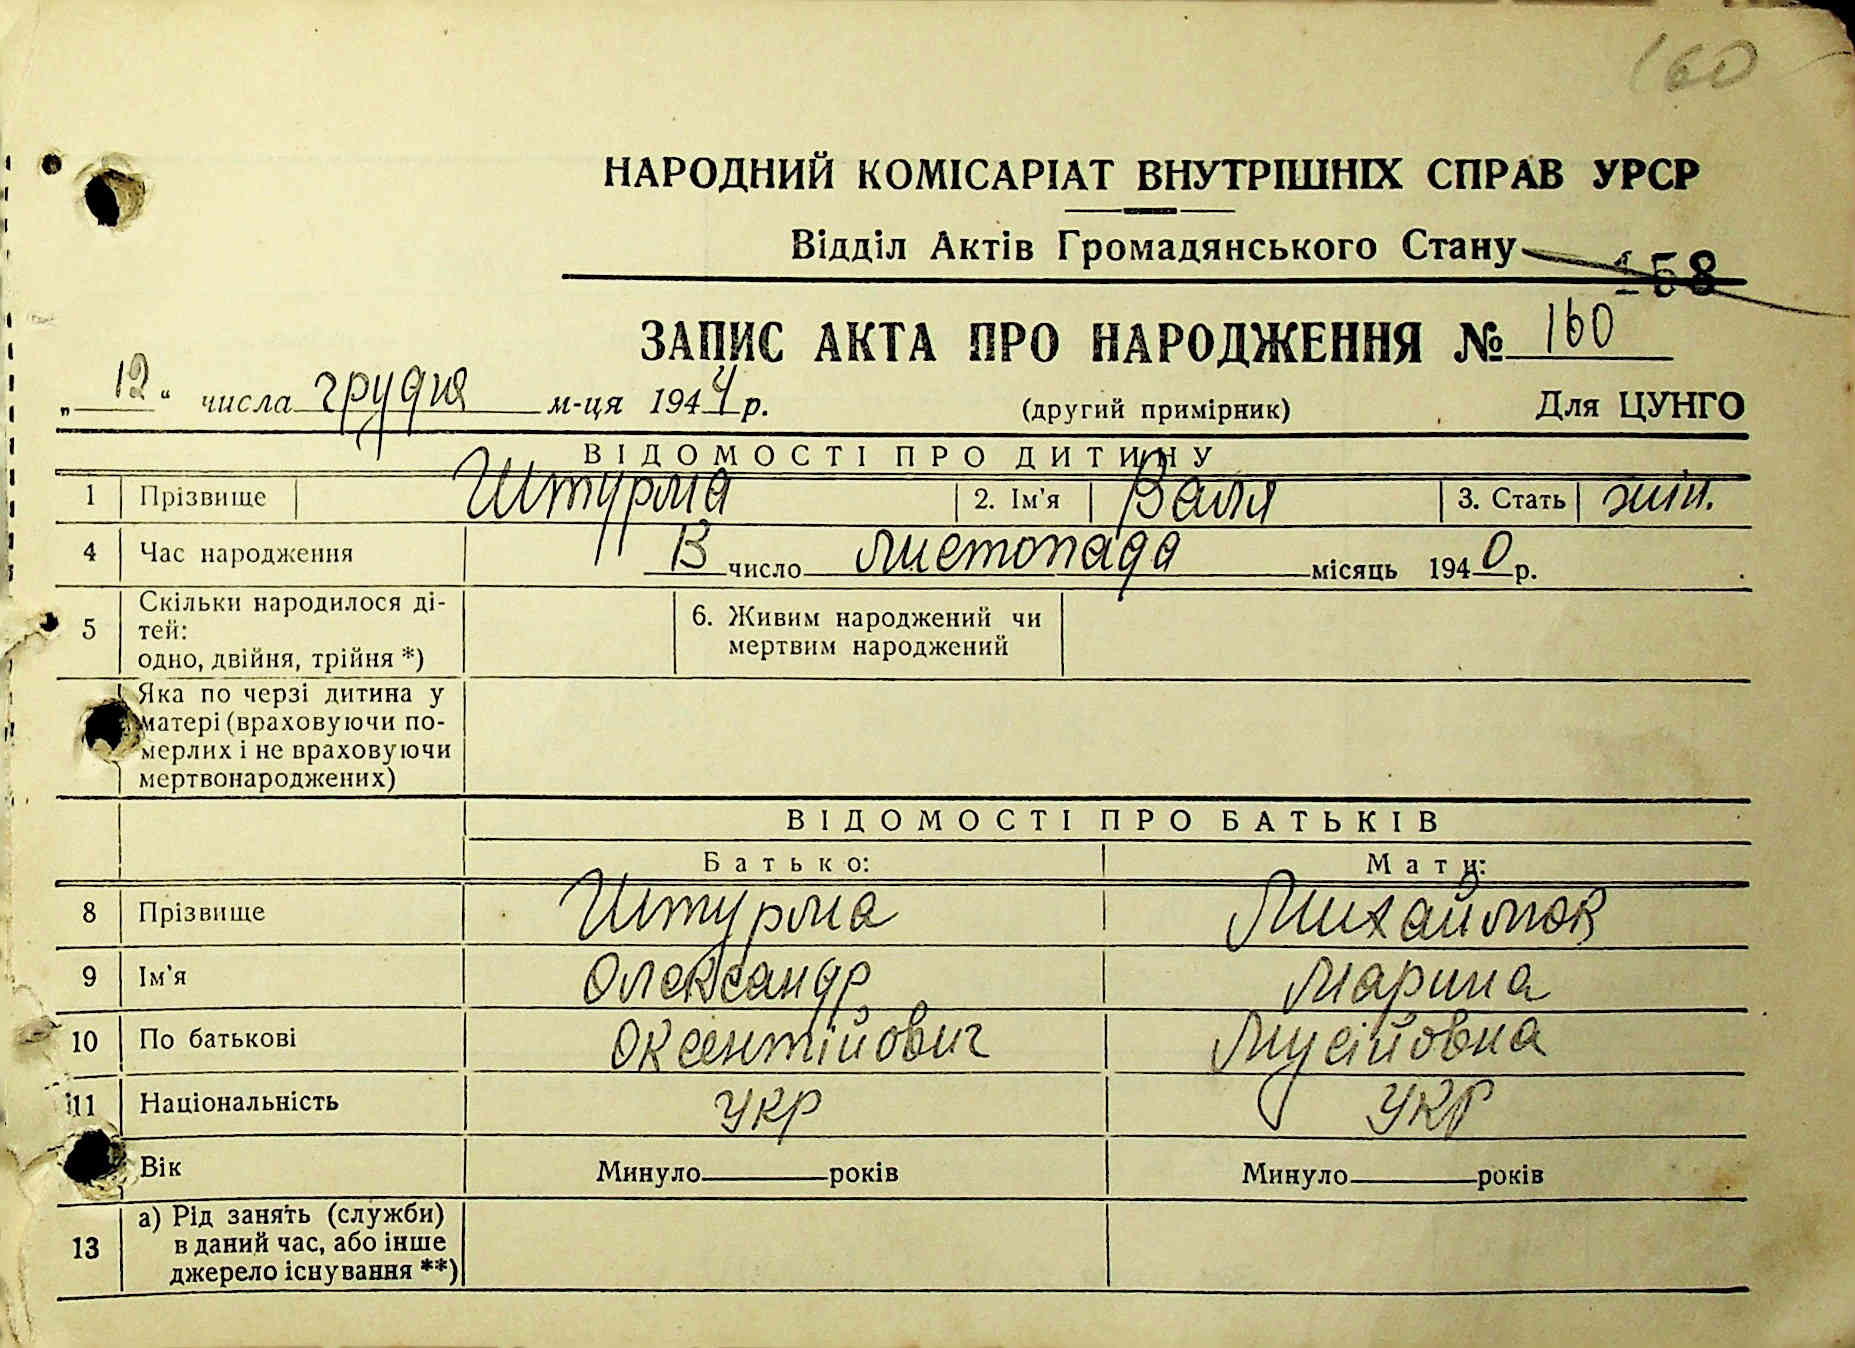 160
НАРОДНИЙ КОМІСАРІАТ ВНУТРІШНІХ СПРАВ УРСР
Відділ Актів Громадянського Стану
158
ЗАПИС АКТА ПРО НАРОДЖЕННЯ № 160
„ 12 “ числа грудня м-ця 1944 р. (другий примірник) Для ЦУНГО
ВІДОМОСТІ ПРО ДИТИНУ
1 Прізвище Штурма 2. Ім'я Валя 3. Стать жін.
4 Час народження 13 число листопада місяць 1940 р.
5 Скільки народилося ді-
тей:
одно, двійня, трійня *)
6. Живим народжений чи
мертвим народжений
Яка по черзі дитина у
матері (враховуючи по-
мерлих і не враховуючи
мертвонароджених)
ВІДОМОСТІ ПРО БАТЬКІВ
Батько: Мати:
8 Прізвище Штурма Михайлюк
9 Ім'я Олександр Марина
10 По батькові Оксентійович Мусійовна
11 Національність укр укр
Вік Минуло років Минуло років
13 а) Рід занять (служби)
в даний час, або інше
джерело існування **)